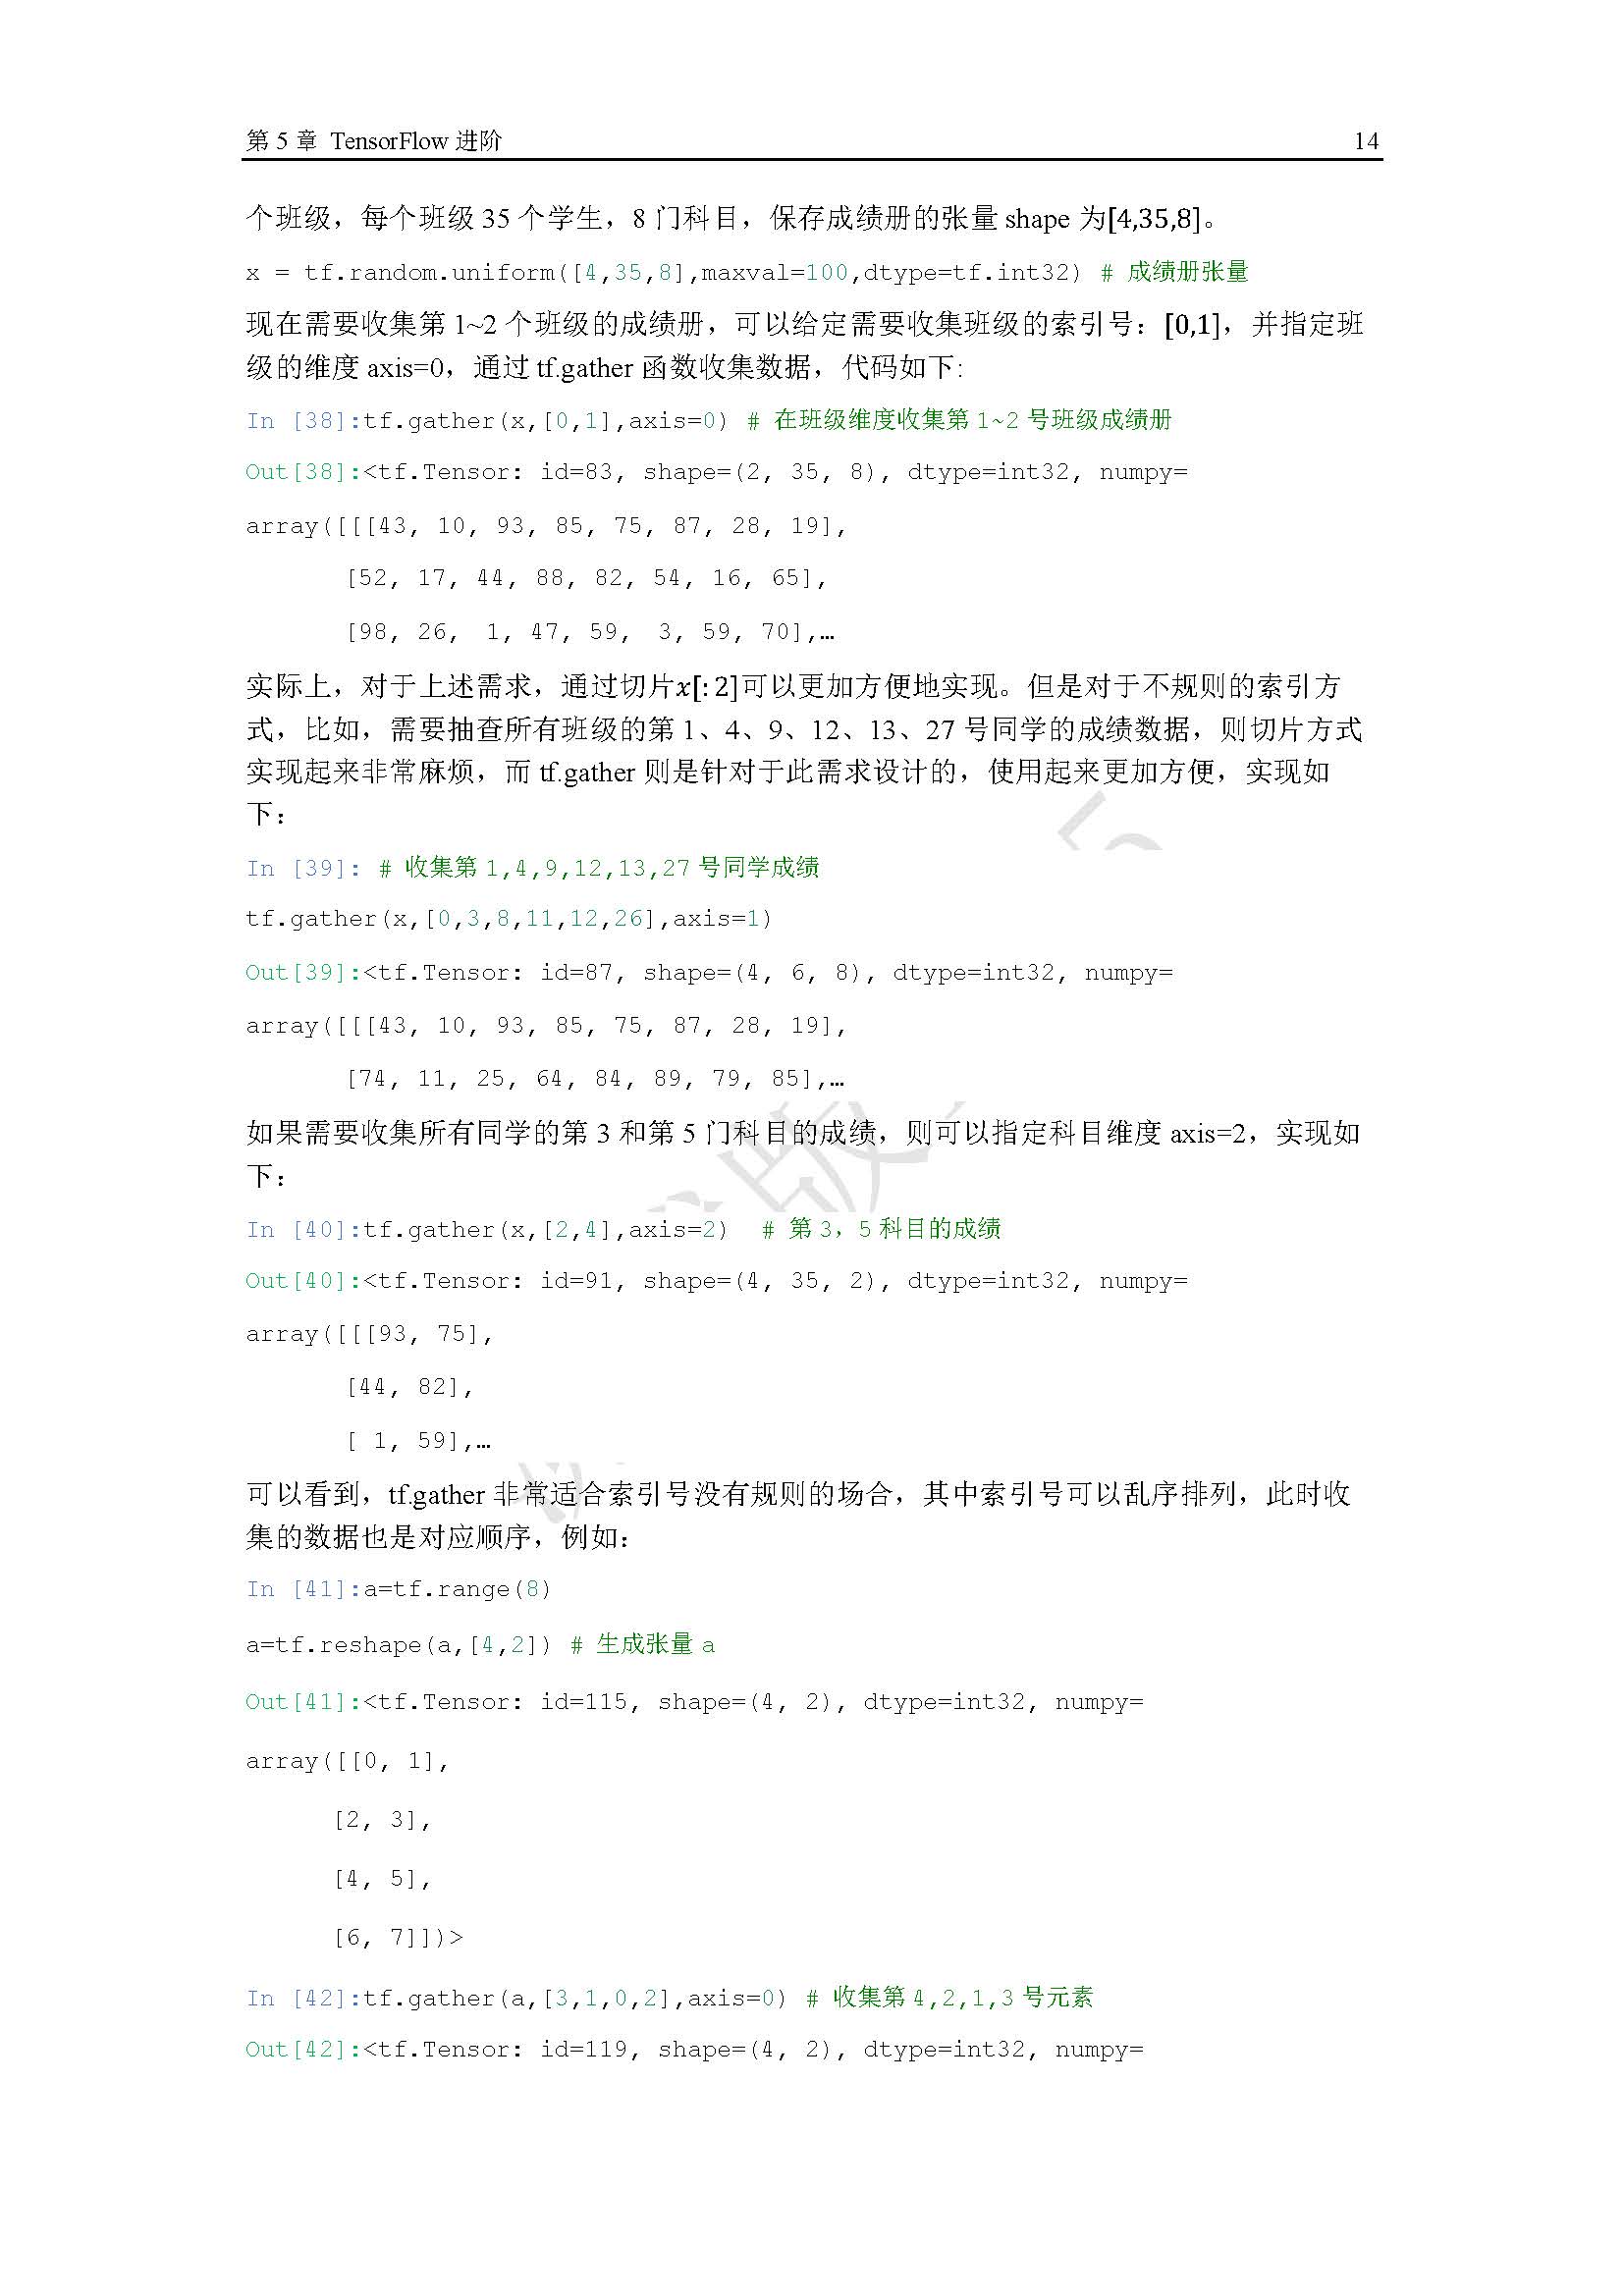 第 5 章 TensorFlow 进阶 14
个班级，每个班级 35 个学生，8 门科目，保存成绩册的张量 shape 为[4,35,8]。
x = tf.random.uniform([4,35,8],maxval=100,dtype=tf.int32) # 成绩册张量
现在需要收集第 1~2 个班级的成绩册，可以给定需要收集班级的索引号：[0,1]，并指定班
级的维度 axis=0，通过 tf.gather 函数收集数据，代码如下:
In [38]:tf.gather(x,[0,1],axis=0) # 在班级维度收集第 1~2 号班级成绩册
Out[38]:<tf.Tensor: id=83, shape=(2, 35, 8), dtype=int32, numpy=
array([[[43, 10, 93, 85, 75, 87, 28, 19],
[52, 17, 44, 88, 82, 54, 16, 65],
[98, 26,  1, 47, 59,  3, 59, 70],…
实际上，对于上述需求，通过切片x[: 2]可以更加方便地实现。但是对于不规则的索引方
式，比如，需要抽查所有班级的第 1、4、9、12、13、27 号同学的成绩数据，则切片方式
实现起来非常麻烦，而 tf.gather 则是针对于此需求设计的，使用起来更加方便，实现如
下：
In [39]: # 收集第 1,4,9,12,13,27 号同学成绩
tf.gather(x,[0,3,8,11,12,26],axis=1)
Out[39]:<tf.Tensor: id=87, shape=(4, 6, 8), dtype=int32, numpy=
array([[[43, 10, 93, 85, 75, 87, 28, 19],
[74, 11, 25, 64, 84, 89, 79, 85],…
如果需要收集所有同学的第 3 和第 5 门科目的成绩，则可以指定科目维度 axis=2，实现如
下：
In [40]:tf.gather(x,[2,4],axis=2)  # 第 3，5 科目的成绩
Out[40]:<tf.Tensor: id=91, shape=(4, 35, 2), dtype=int32, numpy=
array([[[93, 75],
[44, 82],
[ 1, 59],…
可以看到，tf.gather 非常适合索引号没有规则的场合，其中索引号可以乱序排列，此时收
集的数据也是对应顺序，例如：
In [41]:a=tf.range(8)
a=tf.reshape(a,[4,2]) # 生成张量 a
Out[41]:<tf.Tensor: id=115, shape=(4, 2), dtype=int32, numpy=
array([[0, 1],
[2, 3],
[4, 5],
[6, 7]])>
In [42]:tf.gather(a,[3,1,0,2],axis=0) # 收集第 4,2,1,3 号元素
Out[42]:<tf.Tensor: id=119, shape=(4, 2), dtype=int32, numpy=